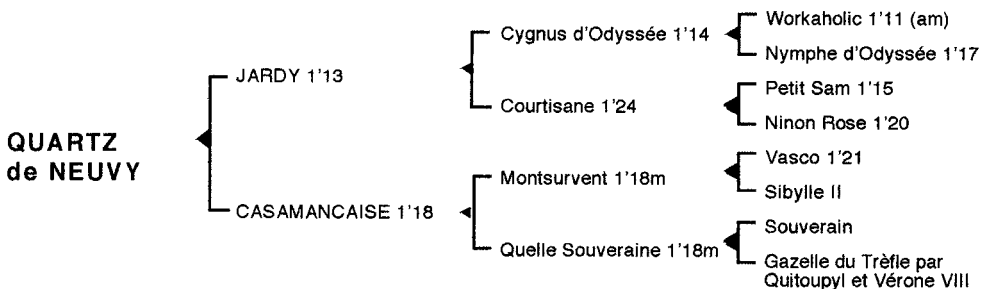 QUARTZ
de NEUVY
JARDY 1'13
CASAMANCAISE 1'18
Cygnus d'Odyssée 1'14
Courtisane 1'24
Montsurvent 1'18m
Quelle Souveraine 1'18m
Workaholic 1'11 (am)
Nymphe d'Odyssée 1'17
Petit Sam 1'15
Ninon Rose 1'20
Vasco 1'21
Sibylle II
Souverain
Gazelle du Trèfle par
Quitoupyl et Vérone VIII